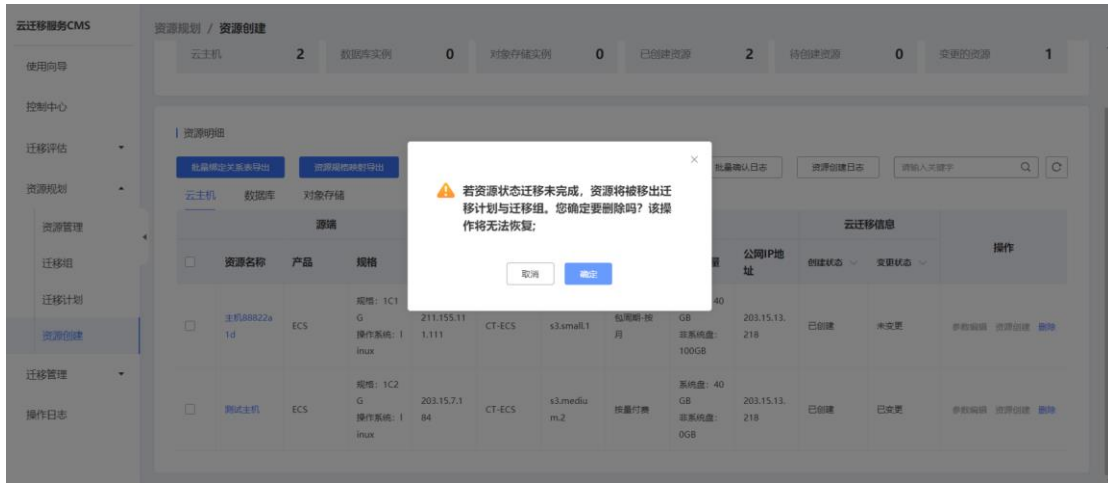 云迁移服务CMS
资源规划 / 资源创建
使用向导
控制中心
迁移评估
资源规划
资源管理
迁移组
迁移计划
资源创建
迁移管理
操作日志
云主机 2 数据库实例 0 对象存储实例 0 已创建资源 2 待创建资源 0 变更的资源 1
资源明细
批量绑定关系表导出 资源规格映射导出 批量确认日志 资源创建日志 请输入关键字
云主机 数据库 对象存储
若资源状态迁移未完成，资源将被移出迁
移计划与迁移组。您确定要删除吗？该操
作将无法恢复;
取消 确定
源端 云迁移信息 操作
资源名称 产品 规格 公网IP地
址 创建状态 变更状态
主机88822a
1d
ECS
规格：1C1
G
操作系统：l
inux
211.155.11
1.111
CT-ECS
s3.small.1
包周期-按
月
40
GB
非系统盘：
100GB
203.15.13.
218
已创建
未变更
参数编辑 资源创建 删除
测试主机
ECS
规格：1C2
G
操作系统：l
inux
203.15.7.1
84
CT-ECS
s3.mediu
m.2
按量付费
系统盘：40
GB
非系统盘：
0GB
203.15.13.
218
已创建
已变更
参数编辑 资源创建 删除